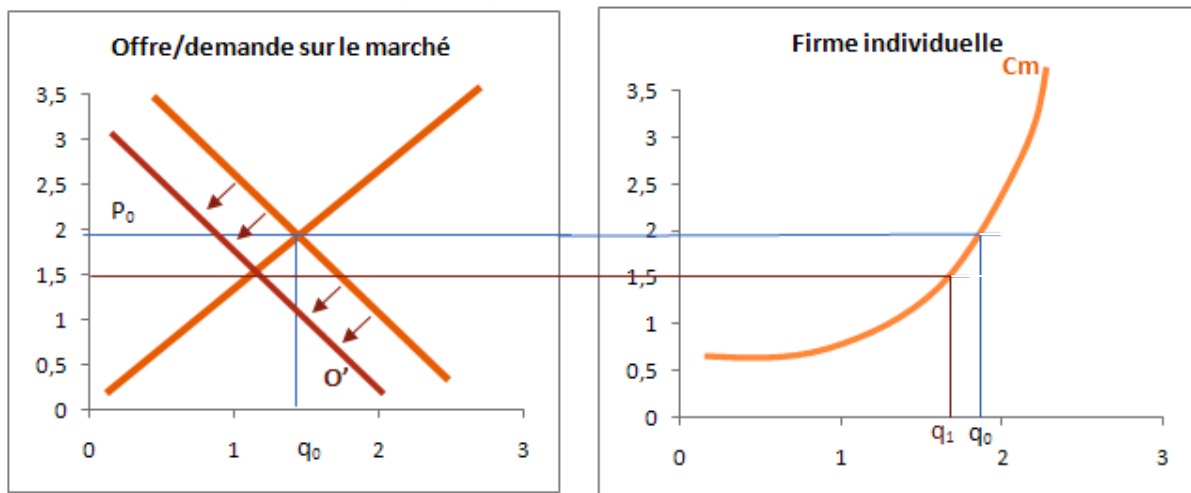 Offre/demande sur le marché
3,5
3
2,5
P₀
2
1,5
1
0,5
O'
0
0 1 q₀ 2 3
Firme individuelle
Cm
3,5
3
2,5
2
1,5
1
0,5
0
q₁ q₀
0 1 2 3